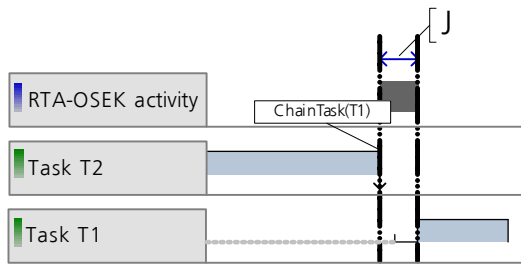 J
RTA-OSEK activity
ChainTask(T1)
Task T2
Task T1